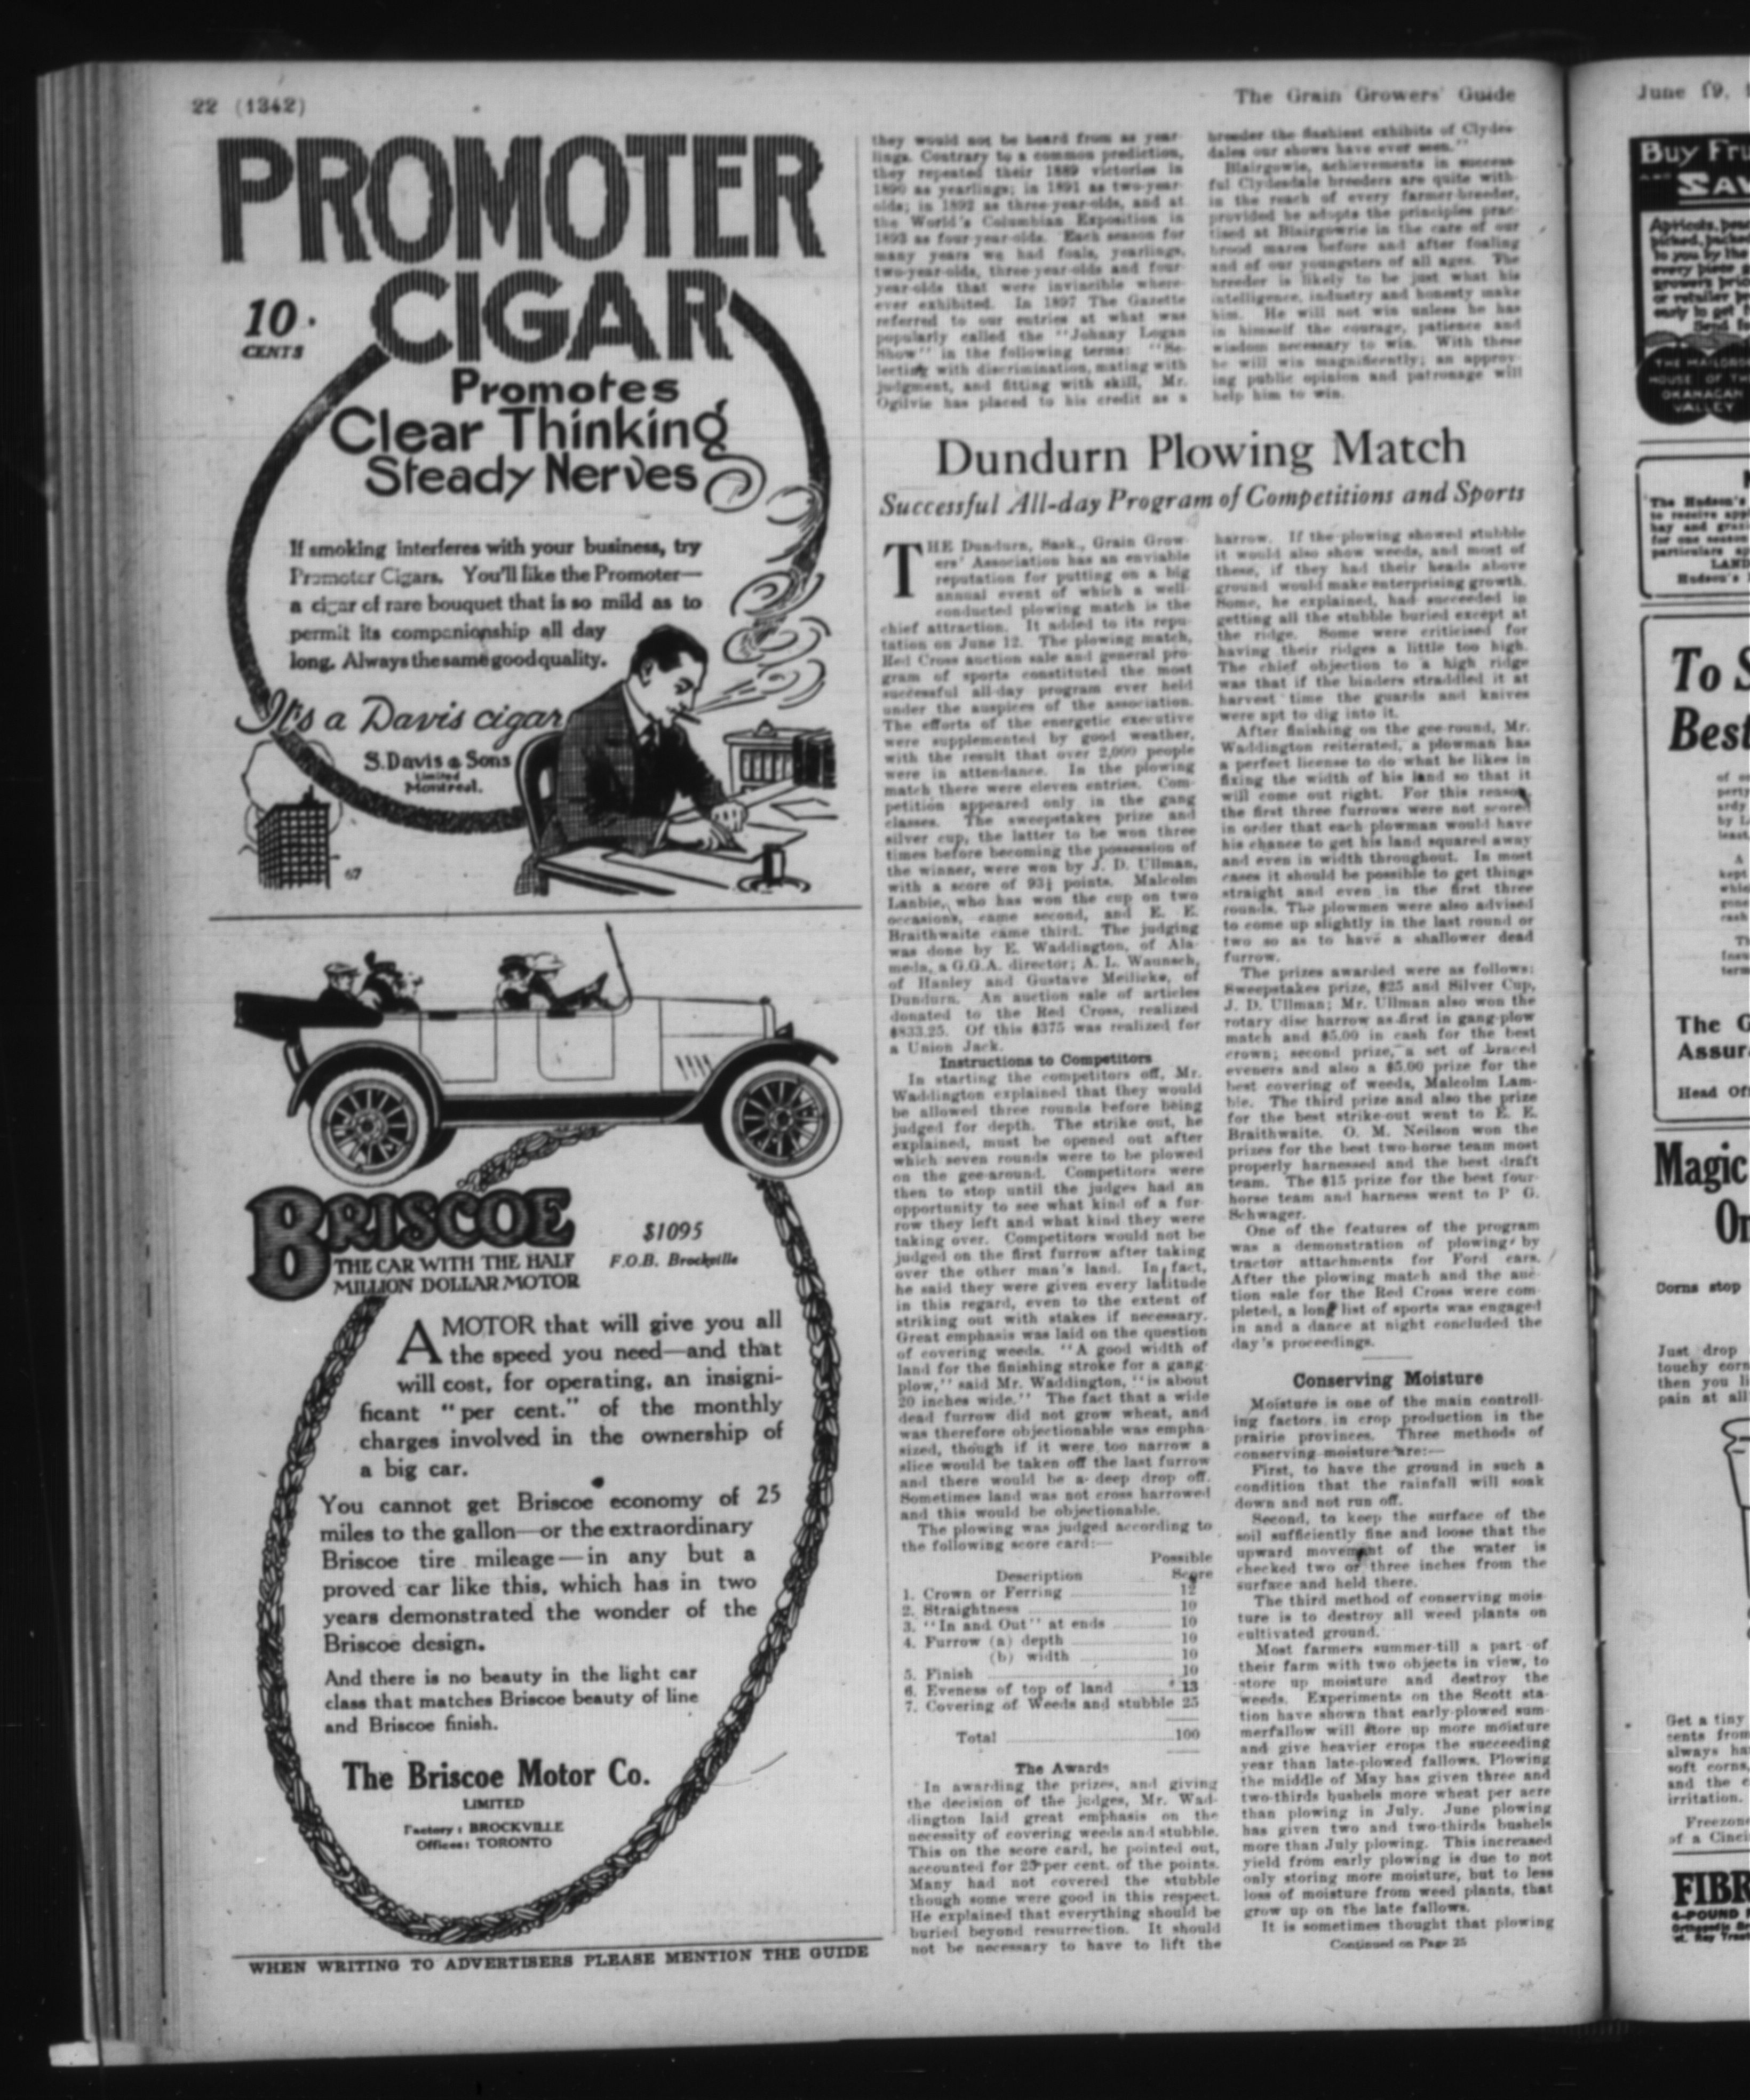 22 (1342)
The Grain Growers' Guide
PROMOTER
CIGAR
10
CENTS
Promotes
Clear Thinking
Steady Nerves
If smoking interferes with your business, try
Promoter Cigars. You'll like the Promoter—
a cigar of rare bouquet that is so mild as to
permit its companionship all day
long. Always the same good quality.
It's a Davis cigar
S. Davis & Sons
Limited
Montreal.
67
BRISCOE
THE CAR WITH THE HALF
MILLION DOLLAR MOTOR
$1095
F.O.B. Brockville
A MOTOR that will give you all
the speed you need—and that
will cost, for operating, an insigni-
ficant "per cent." of the monthly
charges involved in the ownership of
a big car.
You cannot get Briscoe economy of 25
miles to the gallon—or the extraordinary
Briscoe tire mileage—in any but a
proved car like this, which has in two
years demonstrated the wonder of the
Briscoe design.
And there is no beauty in the light car
class that matches Briscoe beauty of line
and Briscoe finish.
The Briscoe Motor Co.
LIMITED
Factory: BROCKVILLE
Offices: TORONTO
WHEN WRITING TO ADVERTISERS PLEASE MENTION THE GUIDE
they would not be heard from as year-
lings. Contrary to a common prediction,
they repeated their 1889 victories in
1890 as yearlings; in 1891 as two-year-
olds; in 1892 as three-year-olds, and at
the World's Columbian Exposition in
1893 as four-year-olds. Each season for
many years we had foals, yearlings,
two-year-olds, three-year-olds and four-
year-olds that were invincible where-
ever exhibited. In 1897 The Gazette
referred to our entries at what was
popularly called the "Johnny Logan
Show" in the following terms: "Se-
lecting with discrimination, mating with
judgment, and fitting with skill, Mr.
Ogilvie has placed to his credit as a
breeder the flashiest exhibits of Clydes-
dales our shows have ever seen."
Blairgowie, achievements in success-
ful Clydesdale breeders are quite with-
in the reach of every farmer-breeder,
provided he adopts the principles prac-
tised at Blairgowrie in the care of our
brood mares before and after foaling
and of our youngsters of all ages. The
breeder is likely to be just what his
intelligence, industry and honesty make
him. He will not win unless he has
in himself the courage, patience and
wisdom necessary to win. With these
he will win magnificently; an approv-
ing public opinion and patronage will
help him to win.
Dundurn Plowing Match
Successful All-day Program of Competitions and Sports
THE Dundurn, Sask., Grain Grow-
ers' Association has an enviable
reputation for putting on a big
annual event of which a well-
conducted plowing match is the
chief attraction. It added to its repu-
tation on June 12. The plowing match,
Red Cross auction sale and general pro-
gram of sports constituted the most
successful all-day program ever held
under the auspices of the association.
The efforts of the energetic executive
were supplemented by good weather,
with the result that over 2,000 people
were in attendance. In the plowing
match there were eleven entries. Com-
petition appeared only in the gang
classes. The sweepstakes prize and
silver cup, the latter to be won three
times before becoming the possession of
the winner, were won by J. D. Ullman,
with a score of 93½ points. Malcolm
Lanbie, who has won the cup on two
occasions, came second, and E. E.
Braithwaite came third. The judging
was done by E. Waddington, of Ala-
meda, a G.G.A. director; A. L. Waunsch,
of Hanley and Gustave Meilicke, of
Dundurn. An auction sale of articles
donated to the Red Cross, realized
$833.25. Of this $375 was realized for
a Union Jack.
Instructions to Competitors
In starting the competitors off, Mr.
Waddington explained that they would
be allowed three rounds before being
judged for depth. The strike out, he
explained, must be opened out after
which seven rounds were to be plowed
on the gee-around. Competitors were
then to stop until the judges had an
opportunity to see what kind of a fur-
row they left and what kind they were
taking over. Competitors would not be
judged on the first furrow after taking
over the other man's land. In fact,
he said they were given every latitude
in this regard, even to the extent of
striking out with stakes if necessary.
Great emphasis was laid on the question
of covering weeds. "A good width of
land for the finishing stroke for a gang-
plow," said Mr. Waddington, "is about
20 inches wide." The fact that a wide
dead furrow did not grow wheat, and
was therefore objectionable was empha-
sized, though if it were too narrow a
slice would be taken off the last furrow
and there would be a deep drop off.
Sometimes land was not cross harrowed
and this would be objectionable.
The plowing was judged according to
the following score card:—
Possible
Description Score
1. Crown or Ferring 12
2. Straightness 10
3. "In and Out" at ends 10
4. Furrow (a) depth 10
(b) width 10
5. Finish 10
6. Eveness of top of land 13
7. Covering of Weeds and stubble 25
Total 100
The Awards
In awarding the prizes, and giving
the decision of the judges, Mr. Wad-
dington laid great emphasis on the
necessity of covering weeds and stubble.
This on the score card, he pointed out,
accounted for 25 per cent. of the points.
Many had not covered the stubble
though some were good in this respect.
He explained that everything should be
buried beyond resurrection. It should
not be necessary to have to lift the
harrow. If the plowing showed stubble
it would also show weeds, and most of
these, if they had their heads above
ground would make enterprising growth.
Some, he explained, had succeeded in
getting all the stubble buried except at
the ridge. Some were criticised for
having their ridges a little too high.
The chief objection to a high ridge
was that if the binders straddled it at
harvest time the guards and knives
were apt to dig into it.
After finishing on the gee-round, Mr.
Waddington reiterated, a plowman has
a perfect license to do what he likes in
fixing the width of his land so that it
will come out right. For this reason,
the first three furrows were not scored
in order that each plowman would have
his chance to get his land squared away
and even in width throughout. In most
cases it should be possible to get things
straight and even in the first three
rounds. The plowmen were also advised
to come up slightly in the last round or
two so as to have a shallower dead
furrow.
The prizes awarded were as follows:
Sweepstakes prize, $25 and Silver Cup,
J. D. Ullman; Mr. Ullman also won the
rotary disc harrow as first in gang-plow
match and $5.00 in cash for the best
crown; second prize, a set of braced
eveners and also a $5.00 prize for the
best covering of weeds, Malcolm Lam-
ble. The third prize and also the prize
for the best strike-out went to E. E.
Braithwaite. O. M. Neilson won the
prizes for the best two-horse team most
properly harnessed and the best draft
team. The $15 prize for the best four-
horse team and harness went to P. G.
Schwager.
One of the features of the program
was a demonstration of plowing by
tractor attachments for Ford cars.
After the plowing match and the auc-
tion sale for the Red Cross were com-
pleted, a long list of sports was engaged
in and a dance at night concluded the
day's proceedings.
Conserving Moisture
Moisture is one of the main controll-
ing factors in crop production in the
prairie provinces. Three methods of
conserving moisture are:—
First, to have the ground in such a
condition that the rainfall will soak
down and not run off.
Second, to keep the surface of the
soil sufficiently fine and loose that the
upward movement of the water is
checked two or three inches from the
surface and held there.
The third method of conserving mois-
ture is to destroy all weed plants on
cultivated ground.
Most farmers summer-till a part of
their farm with two objects in view, to
store up moisture and destroy the
weeds. Experiments on the Scott sta-
tion have shown that early-plowed sum-
merfallow will store up more moisture
and give heavier crops the succeeding
year than late-plowed fallows. Plowing
the middle of May has given three and
two-thirds bushels more wheat per acre
than plowing in July. June plowing
has given two and two-thirds bushels
more than July plowing. This increased
yield from early plowing is due to not
only storing more moisture, but to less
loss of moisture from weed plants, that
grow up on the late fallows.
It is sometimes thought that plowing
Continued on Page 25
June 19,
Buy Fru
SAV
THE MAILORD
HOUSE OF TH
OKANAGAN
VALLEY
The Hudson's
to receive appl
hay and grazi
for one season
particulars ap
LAND
Hudson's
To S
Best
The G
Assur
Head Of
Magic
Corns stop
Just drop
touchy corn
then you li
pain at all
Get a tiny
cents from
always ha
soft corns,
and the c
irritation.
Freezone
of a Cinci
FIBR